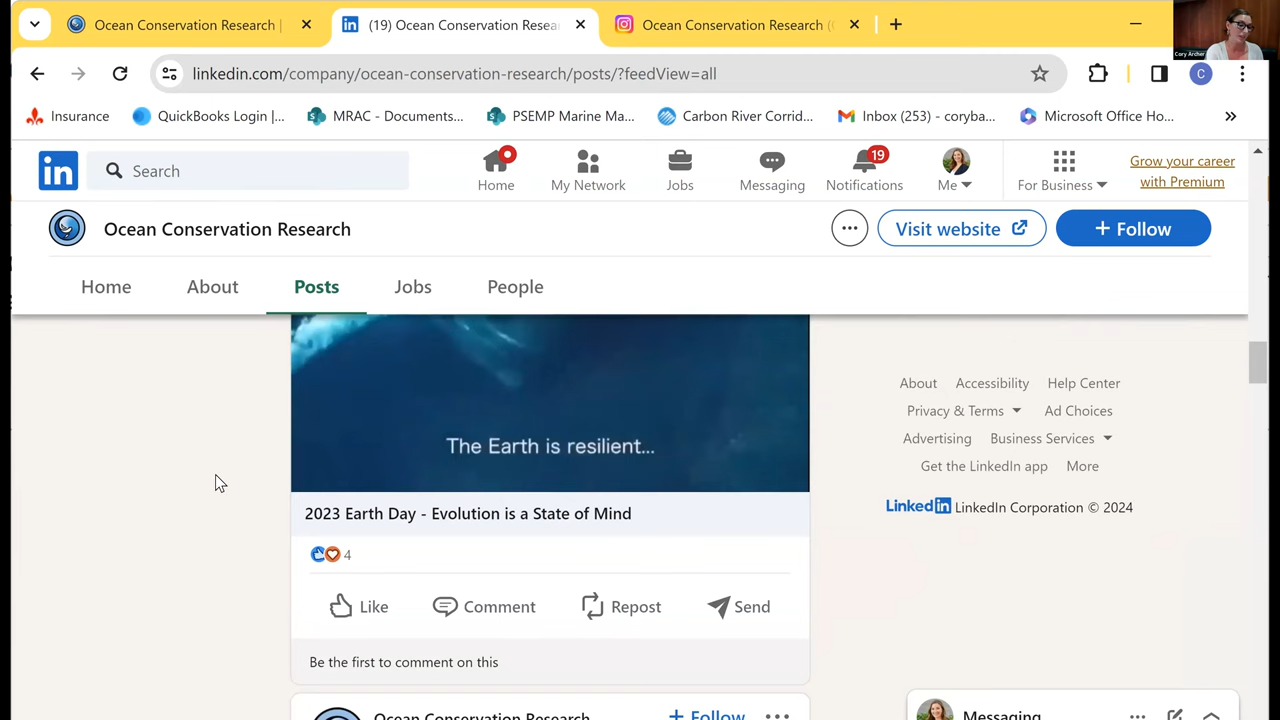 Ocean Conservation Research |
(19) Ocean Conservation Resea
Ocean Conservation Research (
Cory Archer
linkedin.com/company/ocean-conservation-research/posts/?feedView=all
C
Insurance
QuickBooks Login |...
MRAC - Documents...
PSEMP Marine Ma...
Carbon River Corrid...
Inbox (253) - coryba...
Microsoft Office Ho...
in
Search
Home
My Network
Jobs
Messaging
19
Notifications
Me
For Business
Grow your career
with Premium
Ocean Conservation Research
Visit website
+ Follow
Home
About
Posts
Jobs
People
The Earth is resilient...
2023 Earth Day - Evolution is a State of Mind
4
Like
Comment
Repost
Send
Be the first to comment on this
Ocean Conservation Research
+ Follow
About
Accessibility
Help Center
Privacy & Terms
Ad Choices
Advertising
Business Services
Get the LinkedIn app
More
LinkedIn LinkedIn Corporation © 2024
Messaging